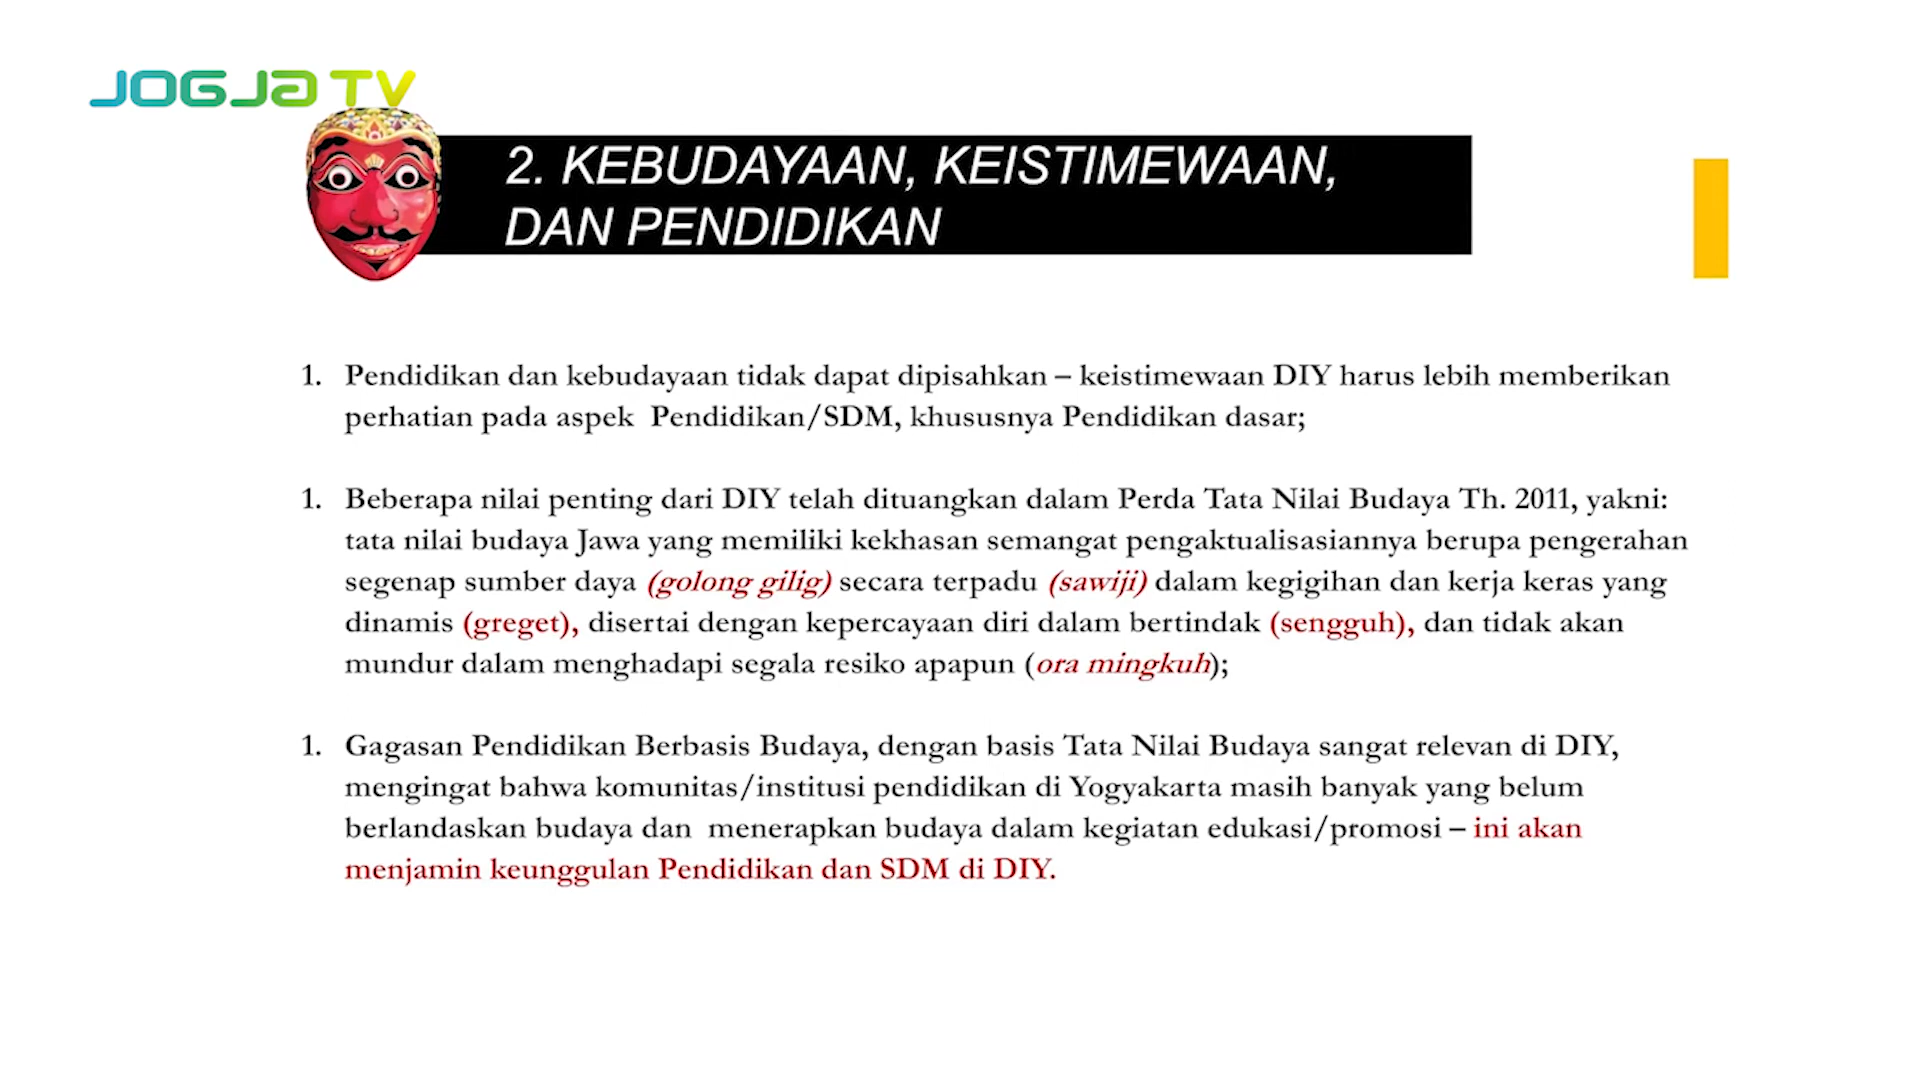 JOGJA TV
2. KEBUDAYAAN, KEISTIMEWAAN,
DAN PENDIDIKAN
1. Pendidikan dan kebudayaan tidak dapat dipisahkan – keistimewaan DIY harus lebih memberikan
perhatian pada aspek  Pendidikan/SDM, khususnya Pendidikan dasar;
1. Beberapa nilai penting dari DIY telah dituangkan dalam Perda Tata Nilai Budaya Th. 2011, yakni:
tata nilai budaya Jawa yang memiliki kekhasan semangat pengaktualisasiannya berupa pengerahan
segenap sumber daya (golong gilig) secara terpadu (sawiji) dalam kegigihan dan kerja keras yang
dinamis (greget), disertai dengan kepercayaan diri dalam bertindak (sengguh), dan tidak akan
mundur dalam menghadapi segala resiko apapun (ora mingkuh);
1. Gagasan Pendidikan Berbasis Budaya, dengan basis Tata Nilai Budaya sangat relevan di DIY,
mengingat bahwa komunitas/institusi pendidikan di Yogyakarta masih banyak yang belum
berlandaskan budaya dan  menerapkan budaya dalam kegiatan edukasi/promosi – ini akan
menjamin keunggulan Pendidikan dan SDM di DIY.